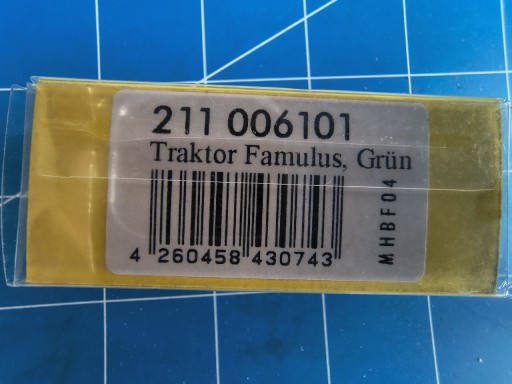 211 006101
Traktor Famulus, Grün
4 260458 430743
MHBF04